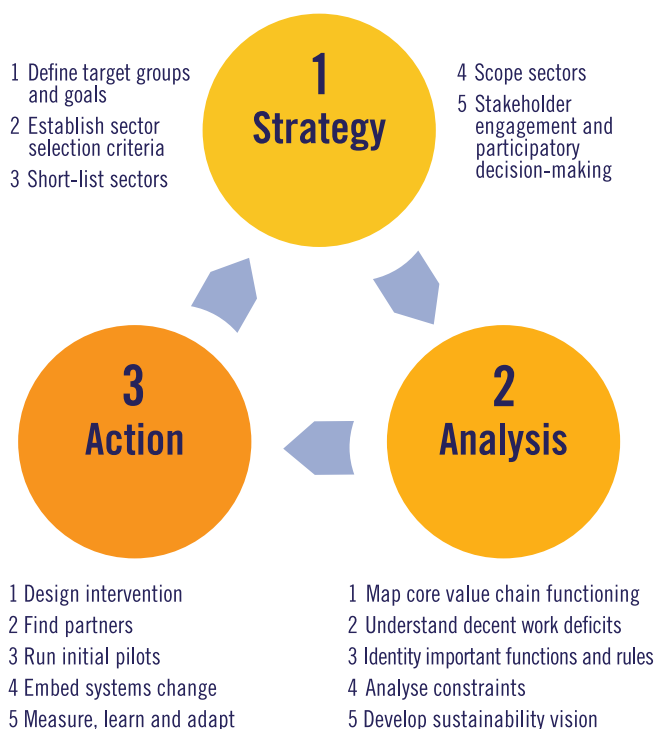 1
Strategy
1 Define target groups
and goals
2 Establish sector
selection criteria
3 Short-list sectors
4 Scope sectors
5 Stakeholder
engagement and
participatory
decision-making
2
Analysis
1 Map core value chain functioning
2 Understand decent work deficits
3 Identity important functions and rules
4 Analyse constraints
5 Develop sustainability vision
3
Action
1 Design intervention
2 Find partners
3 Run initial pilots
4 Embed systems change
5 Measure, learn and adapt